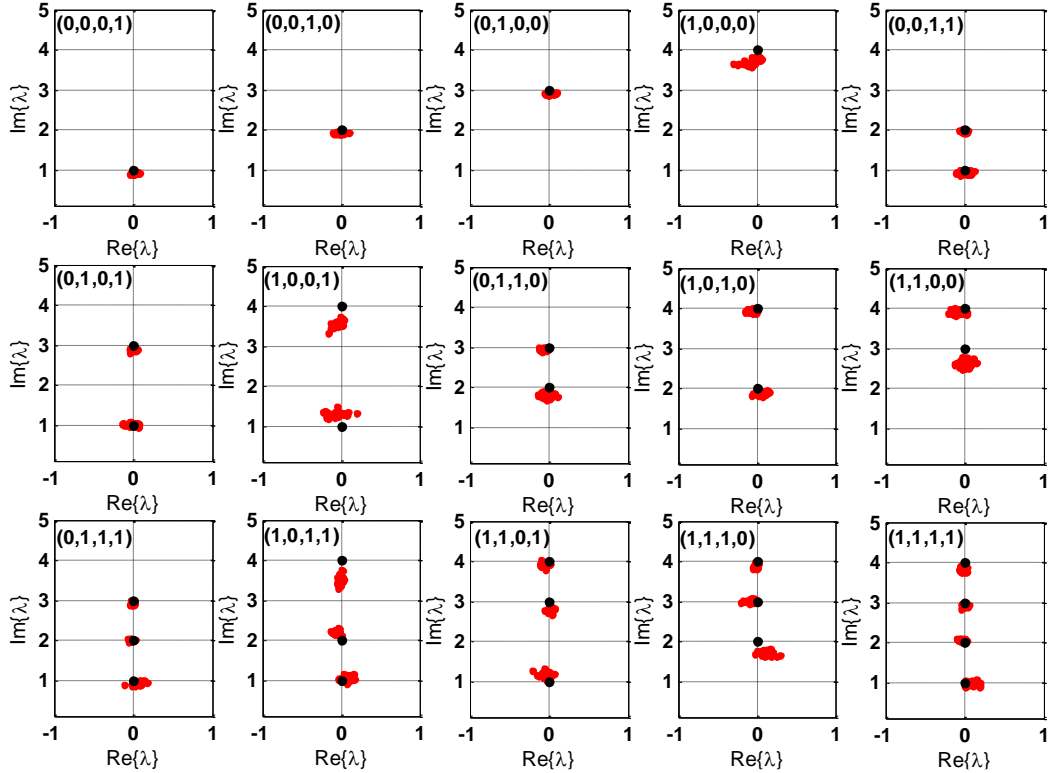 5 (0,0,0,1) 5 (0,0,1,0) 5 (0,1,0,0) 5 (1,0,0,0) 5 (0,0,1,1)
4 4 4 4 4
Im{λ} Im{λ} Im{λ} Im{λ} Im{λ}
3 3 3 3 3
2 2 2 2 2
1 1 1 1 1
-1 0 1 -1 0 1 -1 0 1 -1 0 1 -1 0 1
Re{λ} Re{λ} Re{λ} Re{λ} Re{λ}
5 (0,1,0,1) 5 (1,0,0,1) 5 (0,1,1,0) 5 (1,0,1,0) 5 (1,1,0,0)
4 4 4 4 4
Im{λ} Im{λ} Im{λ} Im{λ} Im{λ}
3 3 3 3 3
2 2 2 2 2
1 1 1 1 1
-1 0 1 -1 0 1 -1 0 1 -1 0 1 -1 0 1
Re{λ} Re{λ} Re{λ} Re{λ} Re{λ}
5 (0,1,1,1) 5 (1,0,1,1) 5 (1,1,0,1) 5 (1,1,1,0) 5 (1,1,1,1)
4 4 4 4 4
Im{λ} Im{λ} Im{λ} Im{λ} Im{λ}
3 3 3 3 3
2 2 2 2 2
1 1 1 1 1
-1 0 1 -1 0 1 -1 0 1 -1 0 1 -1 0 1
Re{λ} Re{λ} Re{λ} Re{λ} Re{λ}